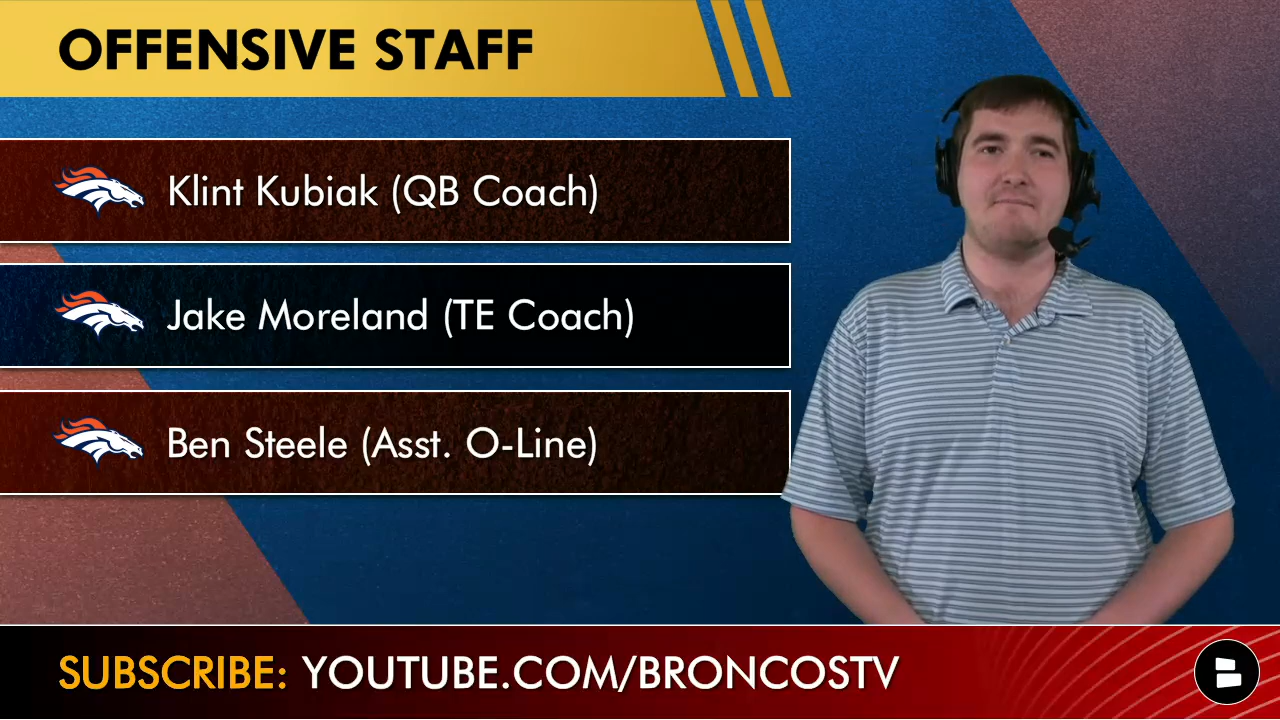 OFFENSIVE STAFF
Klint Kubiak (QB Coach)
Jake Moreland (TE Coach)
Ben Steele (Asst. O-Line)
SUBSCRIBE: YOUTUBE.COM/BRONCOSTV